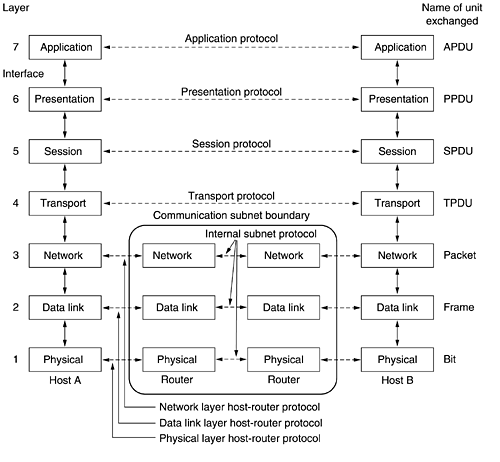 Layer
Name of unit
exchanged
7
Application
Application protocol
Application
APDU
Interface
6
Presentation
Presentation protocol
Presentation
PPDU
5
Session
Session protocol
Session
SPDU
4
Transport
Transport protocol
Transport
TPDU
Communication subnet boundary
Internal subnet protocol
3
Network
Network
Network
Network
Packet
2
Data link
Data link
Data link
Data link
Frame
1
Physical
Physical
Physical
Physical
Bit
Host A
Router
Router
Host B
Network layer host-router protocol
Data link layer host-router protocol
Physical layer host-router protocol